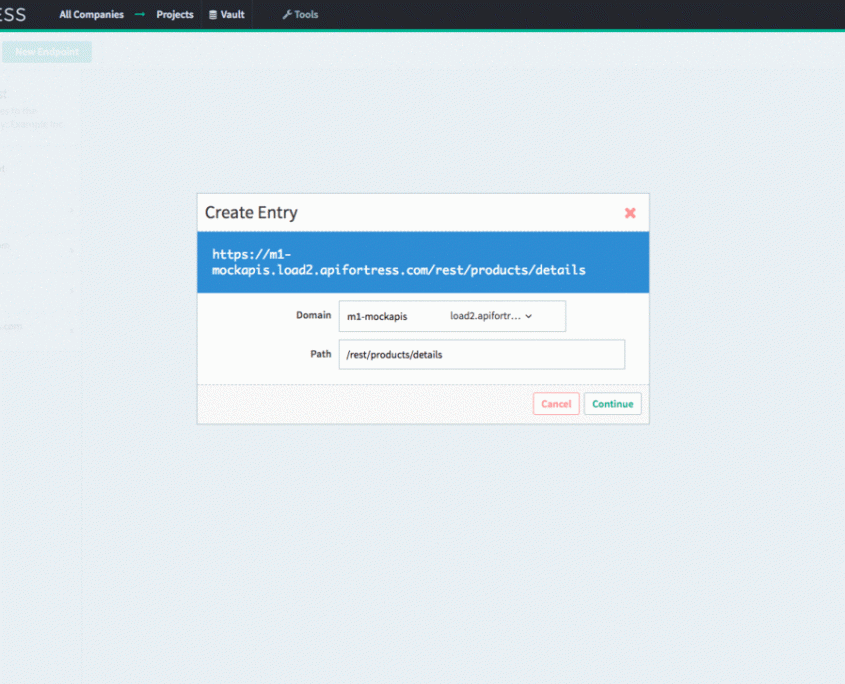 ESS All Companies → Projects Vault Tools
New Endpoint
Create Entry
https://m1-
mockapis.load2.apifortress.com/rest/products/details
Domain m1-mockapis load2.apifortr...
Path /rest/products/details
.com
Cancel Continue